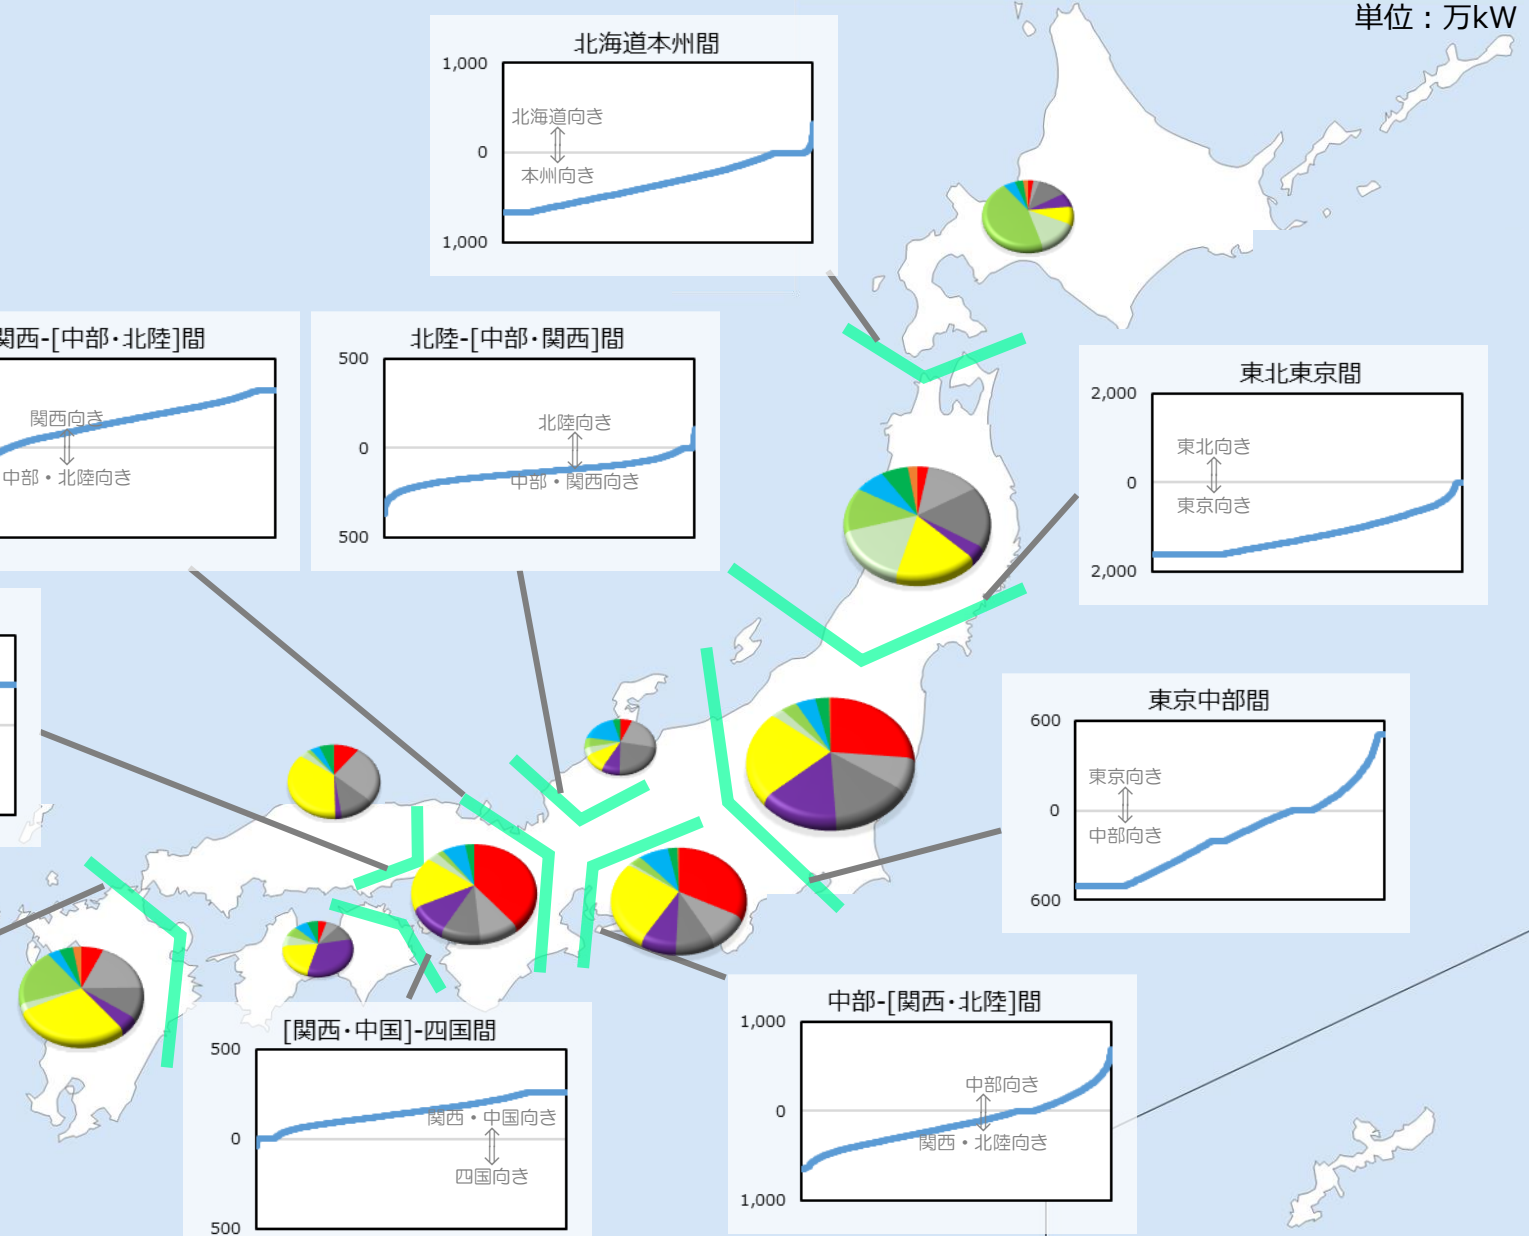 単位：万kW
北海道本州間
1,000
北海道向き
0
本州向き
1,000
関西-[中部･北陸]間
関西向き
中部・北陸向き
北陸-[中部･関西]間
500
北陸向き
0
中部・関西向き
500
東北東京間
2,000
東北向き
0
東京向き
2,000
東京中部間
600
東京向き
0
中部向き
600
[関西･中国]-四国間
500
関西・中国向き
0
四国向き
500
中部-[関西･北陸]間
1,000
中部向き
0
関西・北陸向き
1,000